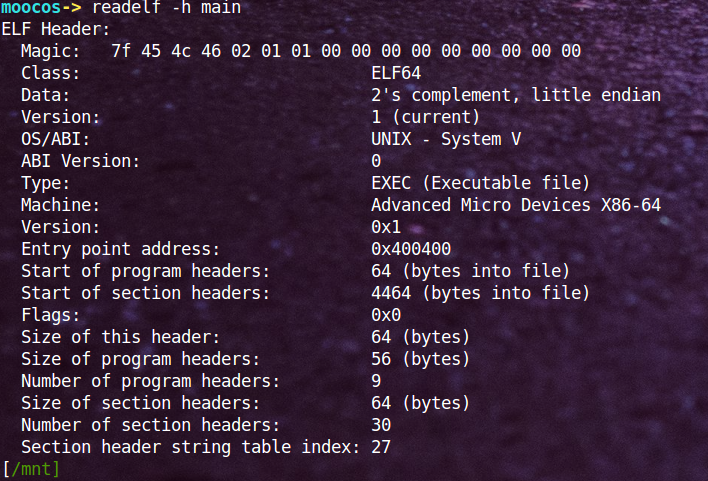 moocos-> readelf -h main
ELF Header:
  Magic:   7f 45 4c 46 02 01 01 00 00 00 00 00 00 00 00 00
  Class:                             ELF64
  Data:                              2's complement, little endian
  Version:                           1 (current)
  OS/ABI:                            UNIX - System V
  ABI Version:                       0
  Type:                              EXEC (Executable file)
  Machine:                           Advanced Micro Devices X86-64
  Version:                           0x1
  Entry point address:               0x400400
  Start of program headers:          64 (bytes into file)
  Start of section headers:          4464 (bytes into file)
  Flags:                             0x0
  Size of this header:               64 (bytes)
  Size of program headers:           56 (bytes)
  Number of program headers:         9
  Size of section headers:           64 (bytes)
  Number of section headers:         30
  Section header string table index: 27
[/mnt]